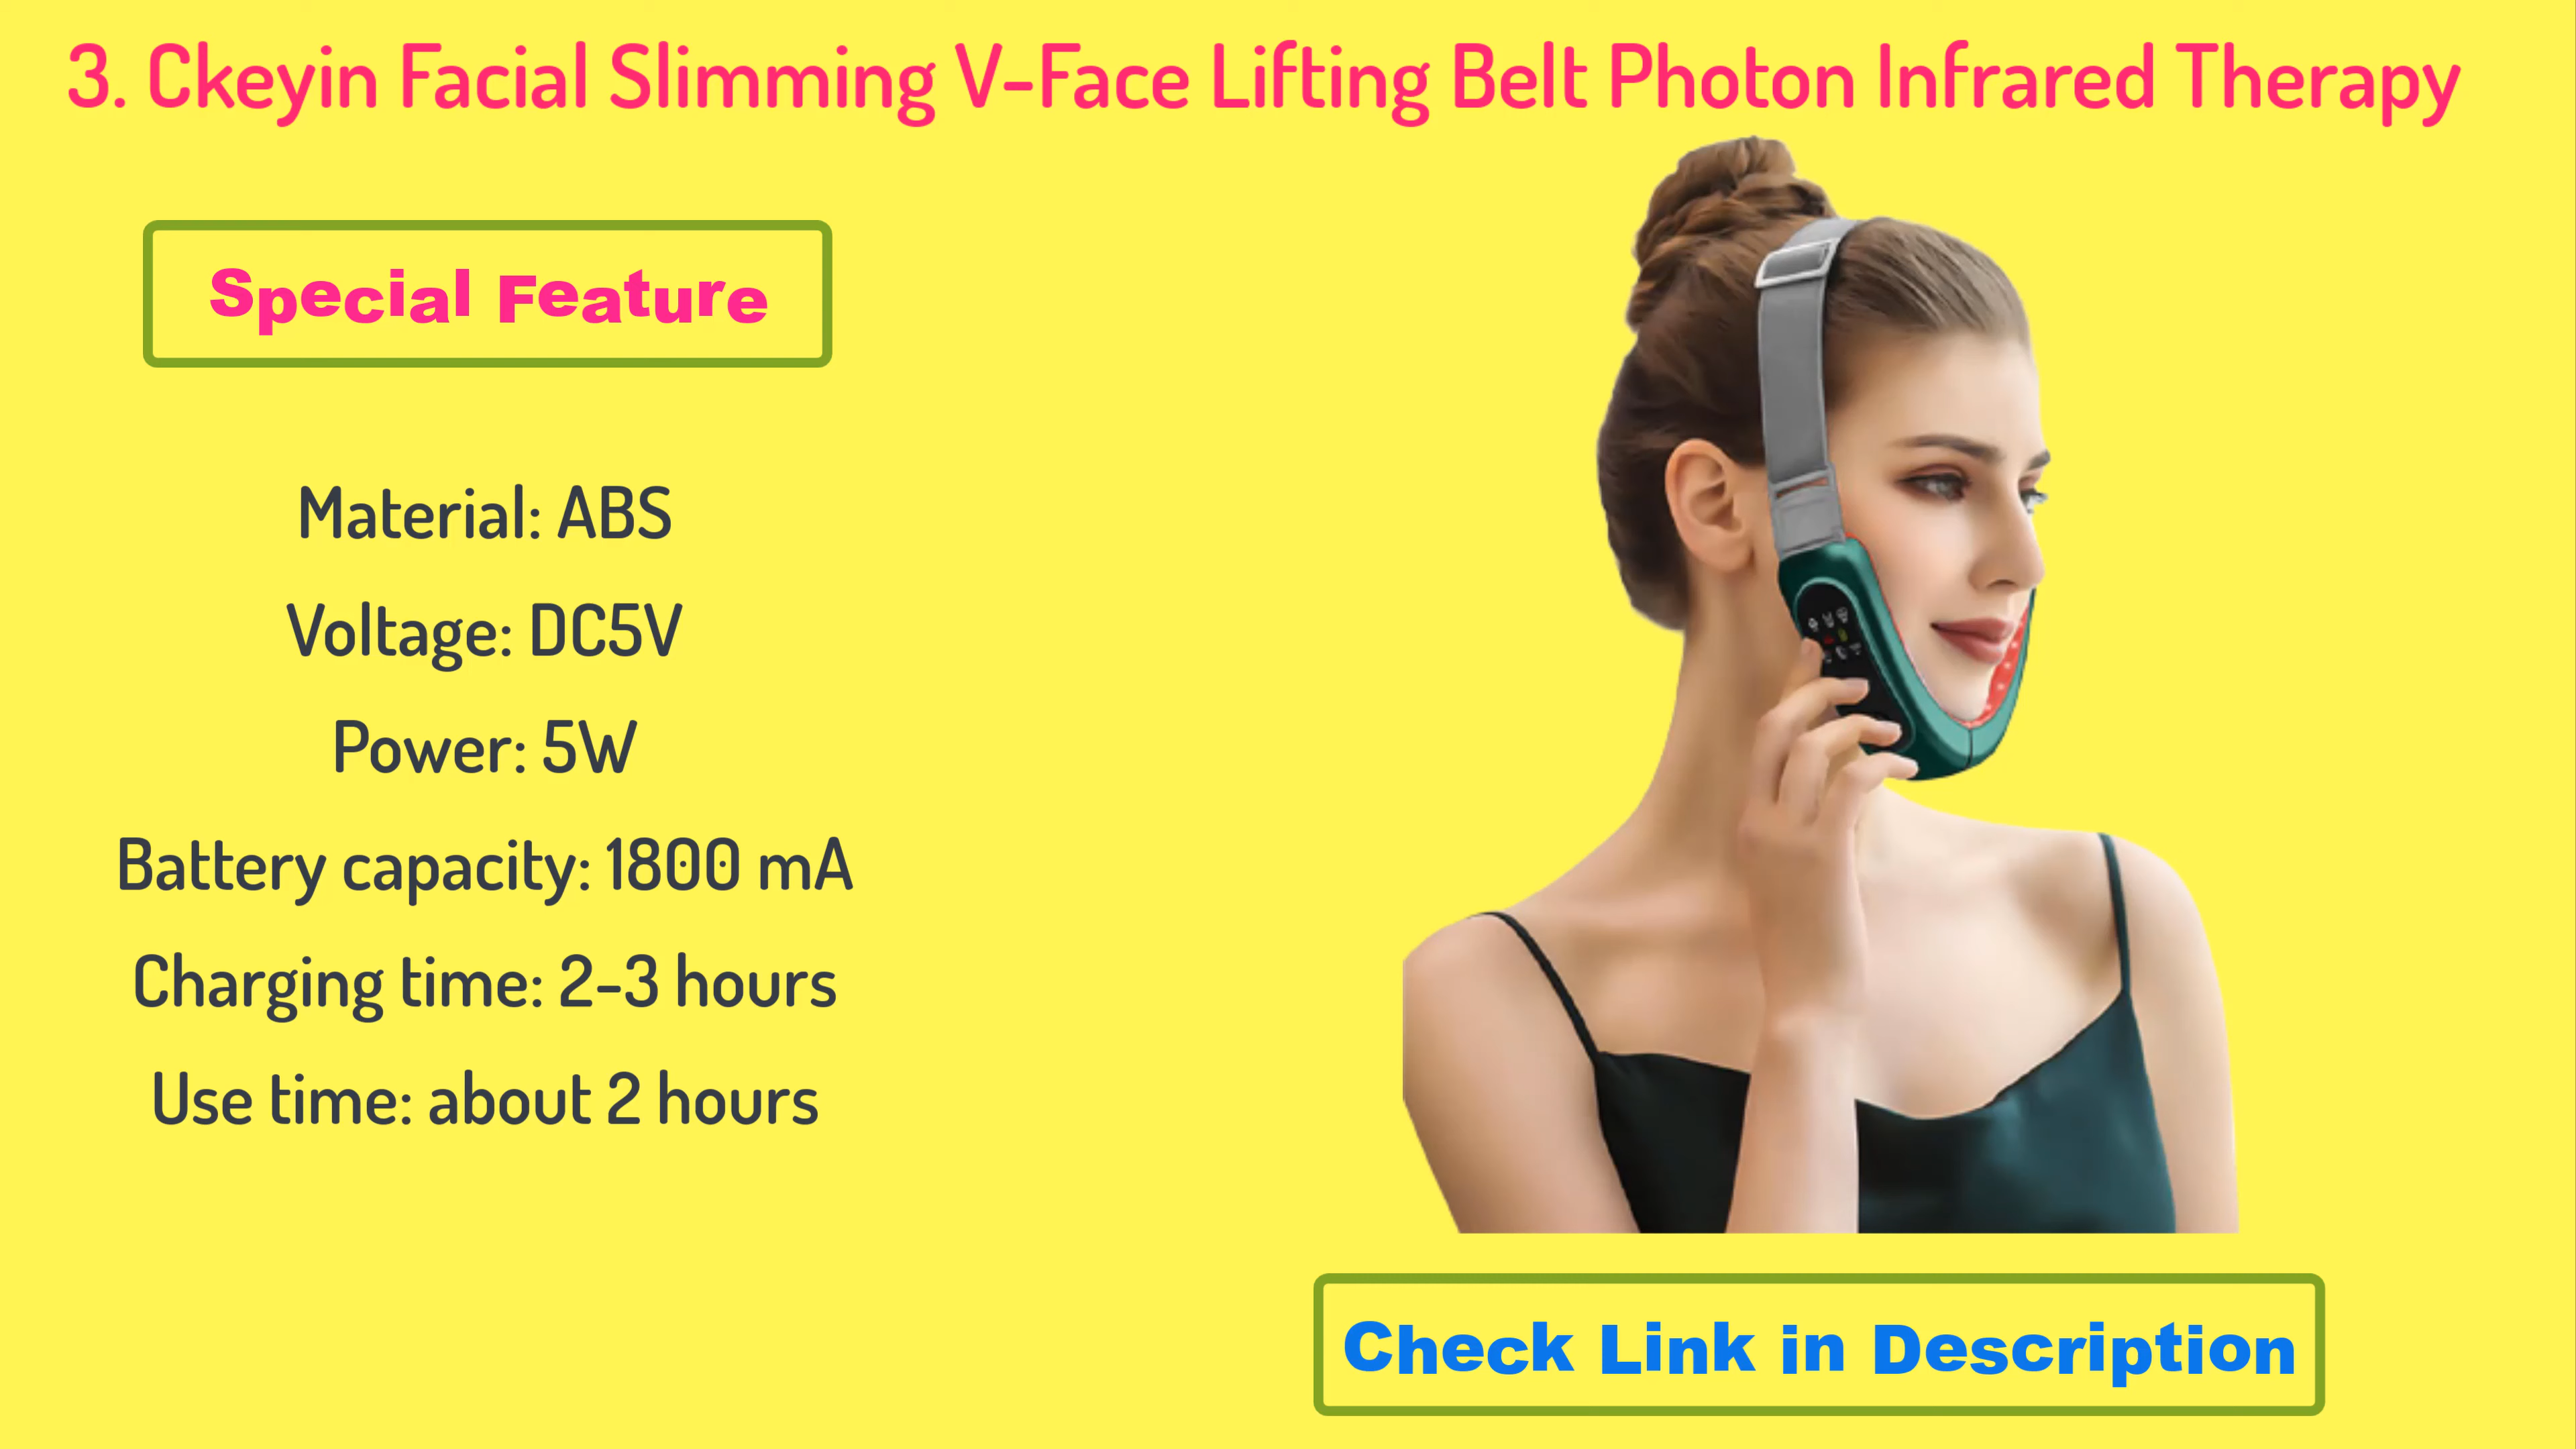 3. Ckeyin Facial Slimming V-Face Lifting Belt Photon Infrared Therapy
Special Feature
Material: ABS
Voltage: DC5V
Power: 5W
Battery capacity: 1800 mA
Charging time: 2-3 hours
Use time: about 2 hours
Check Link in Description